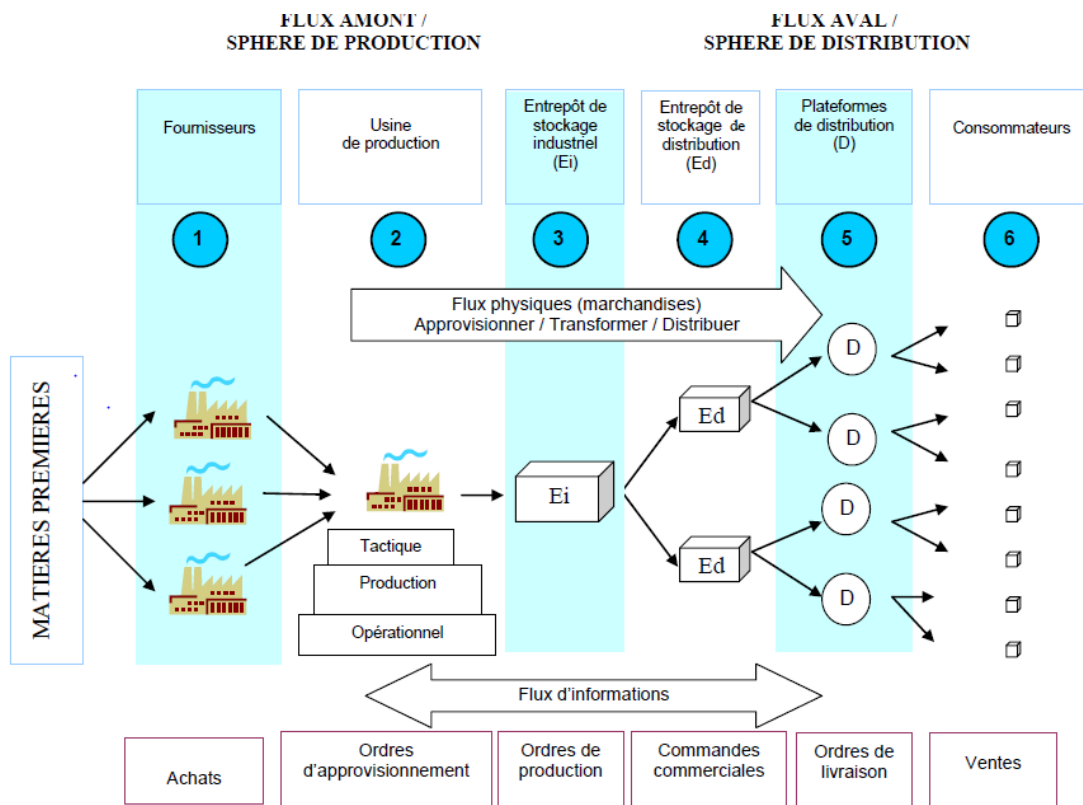 FLUX AMONT /
SPHERE DE PRODUCTION
FLUX AVAL /
SPHERE DE DISTRIBUTION
Fournisseurs
Usine
de production
Entrepôt de
stockage
industriel
(Ei)
Entrepôt de
stockage de
distribution
(Ed)
Plateformes
de distribution
(D)
Consommateurs
1
2
3
4
5
6
Flux physiques (marchandises)
Approvisionner / Transformer / Distribuer
MATIERES PREMIERES
D
Ed
D
Ei
D
Ed
D
Tactique
Production
Opérationnel
Flux d'informations
Achats
Ordres
d'approvisionnement
Ordres de
production
Commandes
commerciales
Ordres de
livraison
Ventes